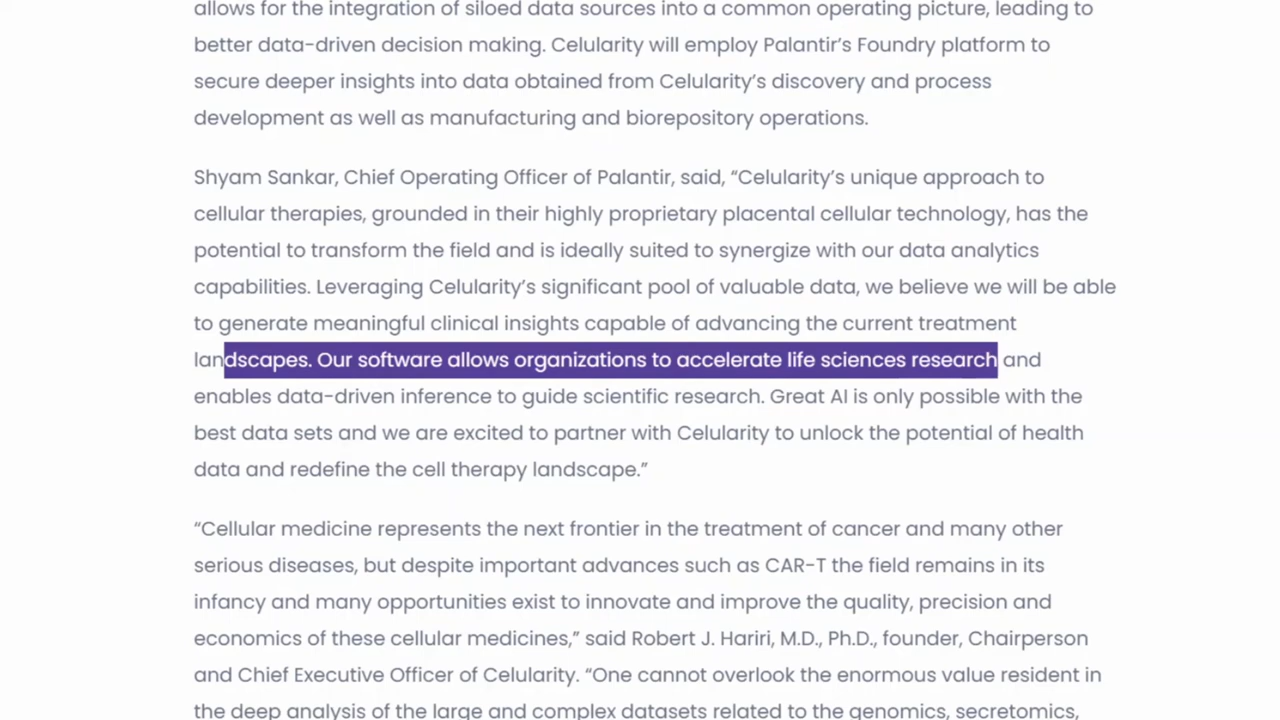 allows for the integration of siloed data sources into a common operating picture, leading to
better data-driven decision making. Celularity will employ Palantir’s Foundry platform to
secure deeper insights into data obtained from Celularity’s discovery and process
development as well as manufacturing and biorepository operations.
Shyam Sankar, Chief Operating Officer of Palantir, said, “Celularity’s unique approach to
cellular therapies, grounded in their highly proprietary placental cellular technology, has the
potential to transform the field and is ideally suited to synergize with our data analytics
capabilities. Leveraging Celularity’s significant pool of valuable data, we believe we will be able
to generate meaningful clinical insights capable of advancing the current treatment
landscapes. Our software allows organizations to accelerate life sciences research and
enables data-driven inference to guide scientific research. Great AI is only possible with the
best data sets and we are excited to partner with Celularity to unlock the potential of health
data and redefine the cell therapy landscape.”
“Cellular medicine represents the next frontier in the treatment of cancer and many other
serious diseases, but despite important advances such as CAR-T the field remains in its
infancy and many opportunities exist to innovate and improve the quality, precision and
economics of these cellular medicines,” said Robert J. Hariri, M.D., Ph.D., founder, Chairperson
and Chief Executive Officer of Celularity. “One cannot overlook the enormous value resident in
the deep analysis of the large and complex datasets related to the genomics, secretomics,